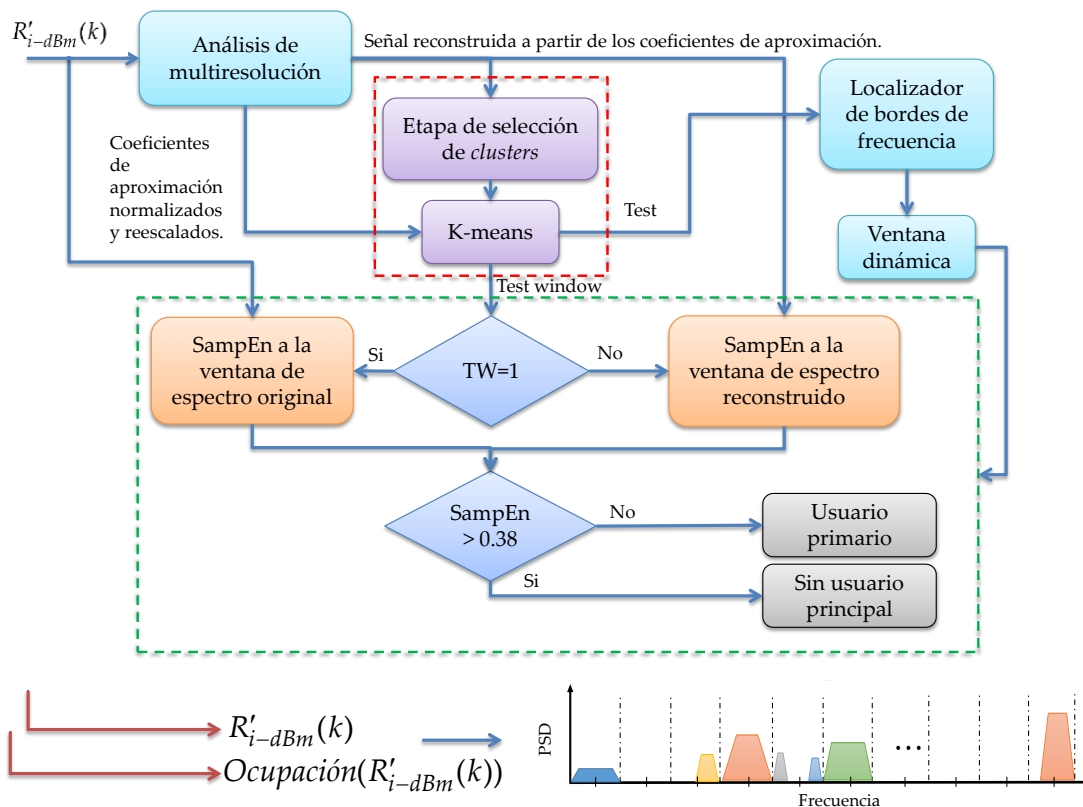 R′i−dBm(k)
Análisis de
multiresolución
Señal reconstruida a partir de los coeficientes de aproximación.
Localizador
de bordes de
frecuencia
Etapa de selección
de clusters
Coeficientes
de
aproximación
normalizados
y reescalados.
K-means
Test
Ventana
dinámica
Test window
SampEn a la
ventana de
espectro original
Si
TW=1
No
SampEn a la
ventana de espectro
reconstruido
SampEn
> 0.38
No
Usuario
primario
Si
Sin usuario
principal
R′i−dBm(k)
Ocupación(R′i−dBm(k))
PSD
...
Frecuencia